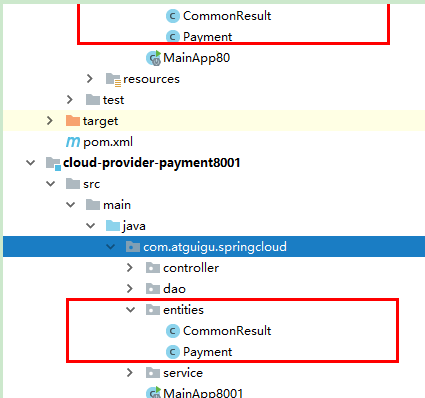 CommonResult
Payment
MainApp80
resources
test
target
pom.xml
cloud-provider-payment8001
src
main
java
com.atguigu.springcloud
controller
dao
entities
CommonResult
Payment
service
MainApp8001